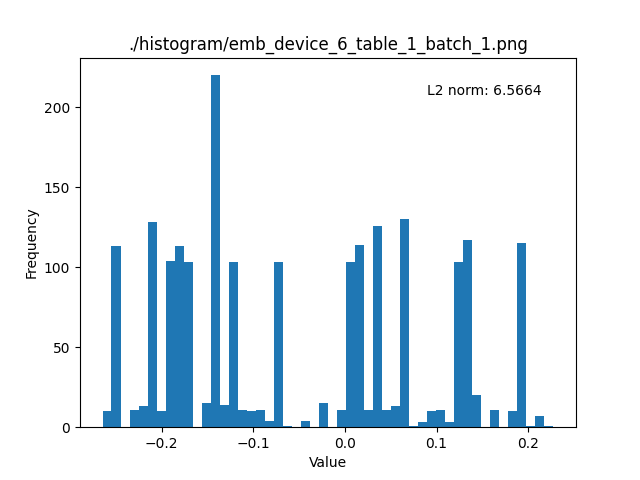 ./histogram/emb_device_6_table_1_batch_1.png
L2 norm: 6.5664
Frequency
200
150
100
50
0
−0.2
−0.1
0.0
0.1
0.2
Value